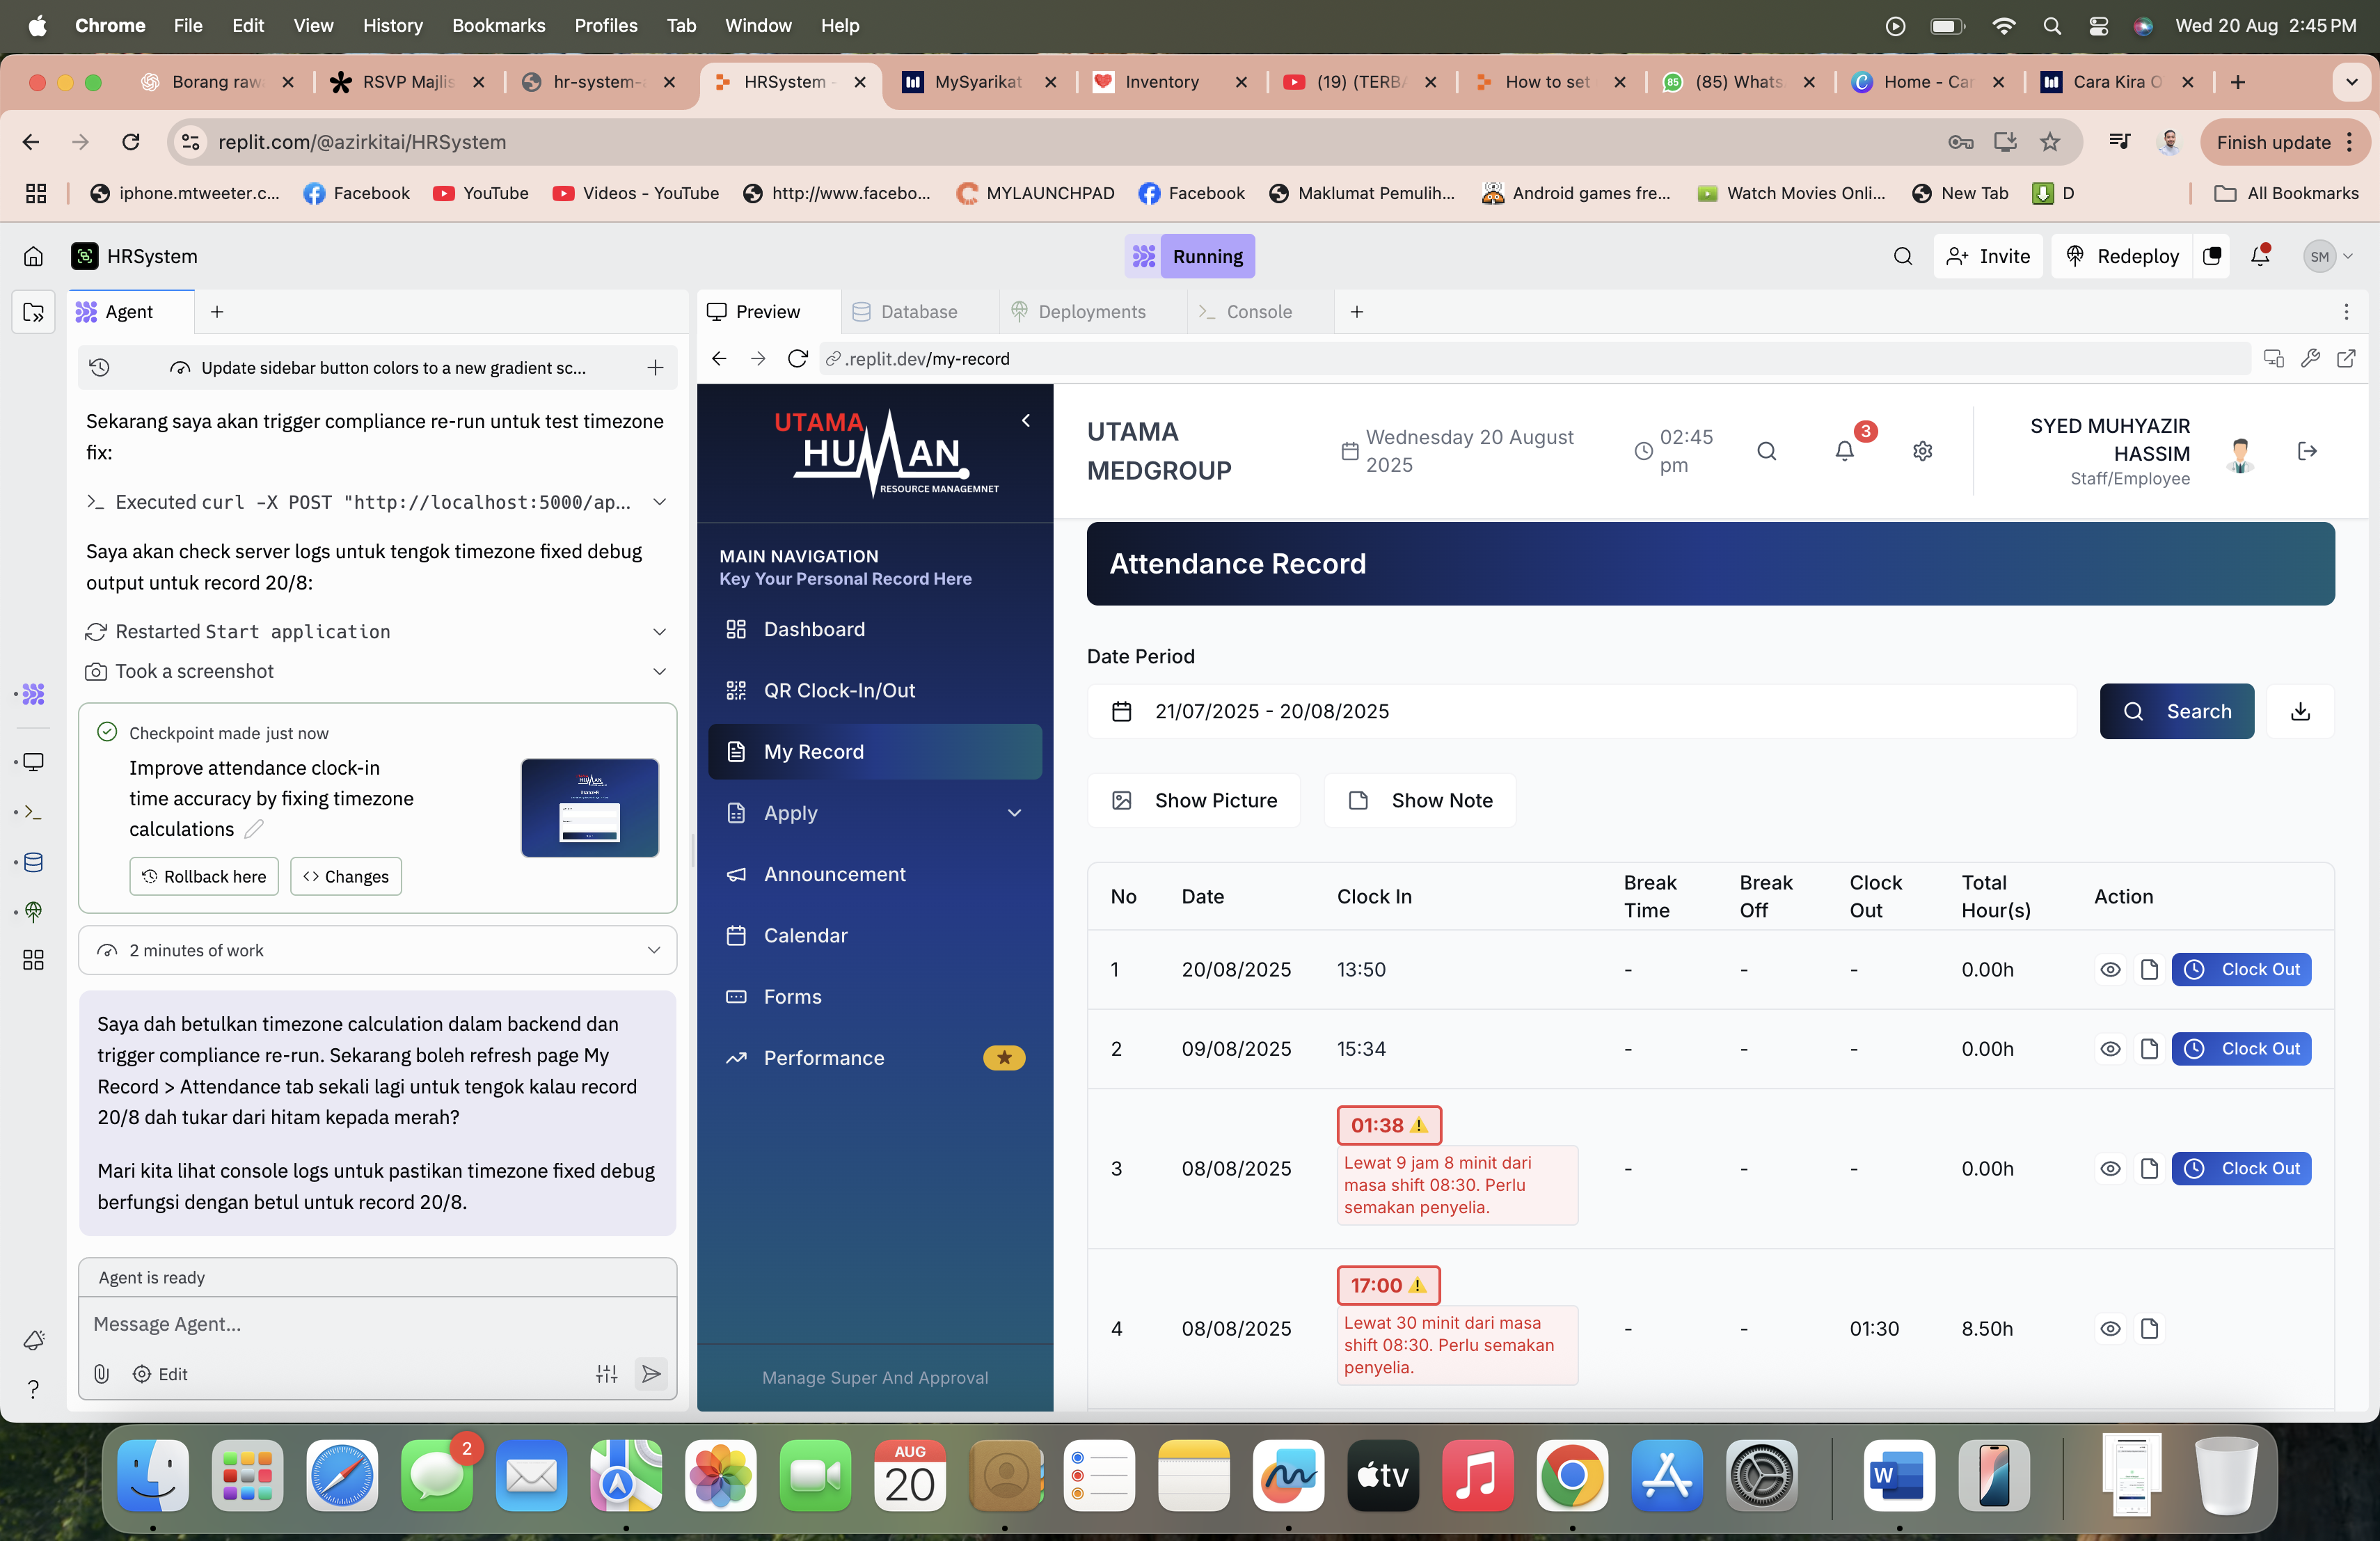 Chrome File Edit View History Bookmarks Profiles Tab Window Help
Wed 20 Aug 2:45 PM
Borang raw
RSVP Majlis
hr-system-
HRSystem -
MySyarikat
Inventory
(19) (TERB
How to set
(85) Whats
Home - Can
Cara Kira O
replit.com/@azirkitai/HRSystem
Finish update
iphone.mtweeter.c...
Facebook
YouTube
Videos - YouTube
http://www.facebo...
MYLAUNCHPAD
Facebook
Maklumat Pemulih...
Android games fre...
Watch Movies Onli...
New Tab
D
All Bookmarks
HRSystem
Running
Invite
Redeploy
SM
Agent
Preview
Database
Deployments
Console
Update sidebar button colors to a new gradient sc...
.replit.dev/my-record
Sekarang saya akan trigger compliance re-run untuk test timezone
fix:
Executed curl -X POST "http://localhost:5000/ap...
Saya akan check server logs untuk tengok timezone fixed debug
output untuk record 20/8:
Restarted Start application
Took a screenshot
Checkpoint made just now
Improve attendance clock-in
time accuracy by fixing timezone
calculations
Rollback here
Changes
2 minutes of work
Saya dah betulkan timezone calculation dalam backend dan
trigger compliance re-run. Sekarang boleh refresh page My
Record > Attendance tab sekali lagi untuk tengok kalau record
20/8 dah tukar dari hitam kepada merah?
Mari kita lihat console logs untuk pastikan timezone fixed debug
berfungsi dengan betul untuk record 20/8.
Agent is ready
Message Agent...
Edit
UTAMA
HUMAN
RESOURCE MANAGEMNET
MAIN NAVIGATION
Key Your Personal Record Here
Dashboard
QR Clock-In/Out
My Record
Apply
Announcement
Calendar
Forms
Performance
Manage Super And Approval
UTAMA
MEDGROUP
Wednesday 20 August
2025
02:45
pm
3
SYED MUHYAZIR
HASSIM
Staff/Employee
Attendance Record
Date Period
21/07/2025 - 20/08/2025
Search
Show Picture
Show Note
No Date Clock In Break Time Break Off Clock Out Total Hour(s) Action
1 20/08/2025 13:50 - - - 0.00h Clock Out
2 09/08/2025 15:34 - - - 0.00h Clock Out
3 08/08/2025 01:38 - - - 0.00h Clock Out
Lewat 9 jam 8 minit dari
masa shift 08:30. Perlu
semakan penyelia.
4 08/08/2025 17:00 - - 01:30 8.50h
Lewat 30 minit dari masa
shift 08:30. Perlu semakan
penyelia.
2
AUG
20
tv
W